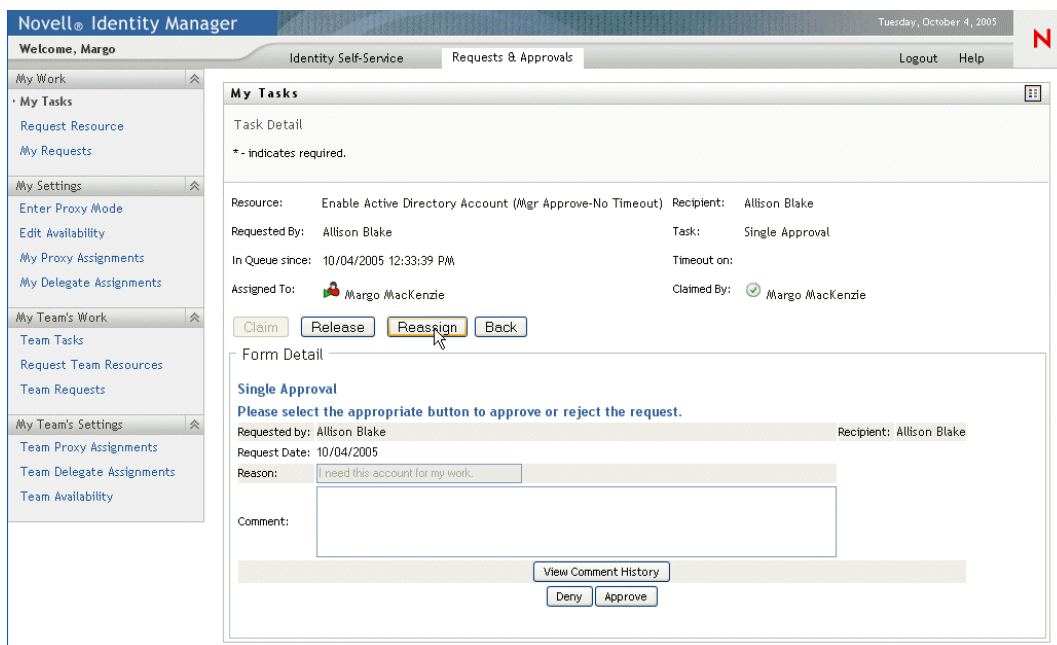 Novell® Identity Manager
Tuesday, October 4, 2005
N
Welcome, Margo
Identity Self-Service
Requests & Approvals
Logout
Help
My Work
My Tasks
Request Resource
My Requests
My Settings
Enter Proxy Mode
Edit Availability
My Proxy Assignments
My Delegate Assignments
My Team's Work
Team Tasks
Request Team Resources
Team Requests
My Team's Settings
Team Proxy Assignments
Team Delegate Assignments
Team Availability
My Tasks
Task Detail
* - indicates required.
Resource: Enable Active Directory Account (Mgr Approve-No Timeout) Recipient: Allison Blake
Requested By: Allison Blake Task: Single Approval
In Queue since: 10/04/2005 12:33:39 PM Timeout on:
Assigned To: Margo MacKenzie Claimed By: Margo MacKenzie
Claim Release Reassign Back
Form Detail
Single Approval
Please select the appropriate button to approve or reject the request.
Requested by: Allison Blake Recipient: Allison Blake
Request Date: 10/04/2005
Reason: I need this account for my work.
Comment:
View Comment History
Deny Approve